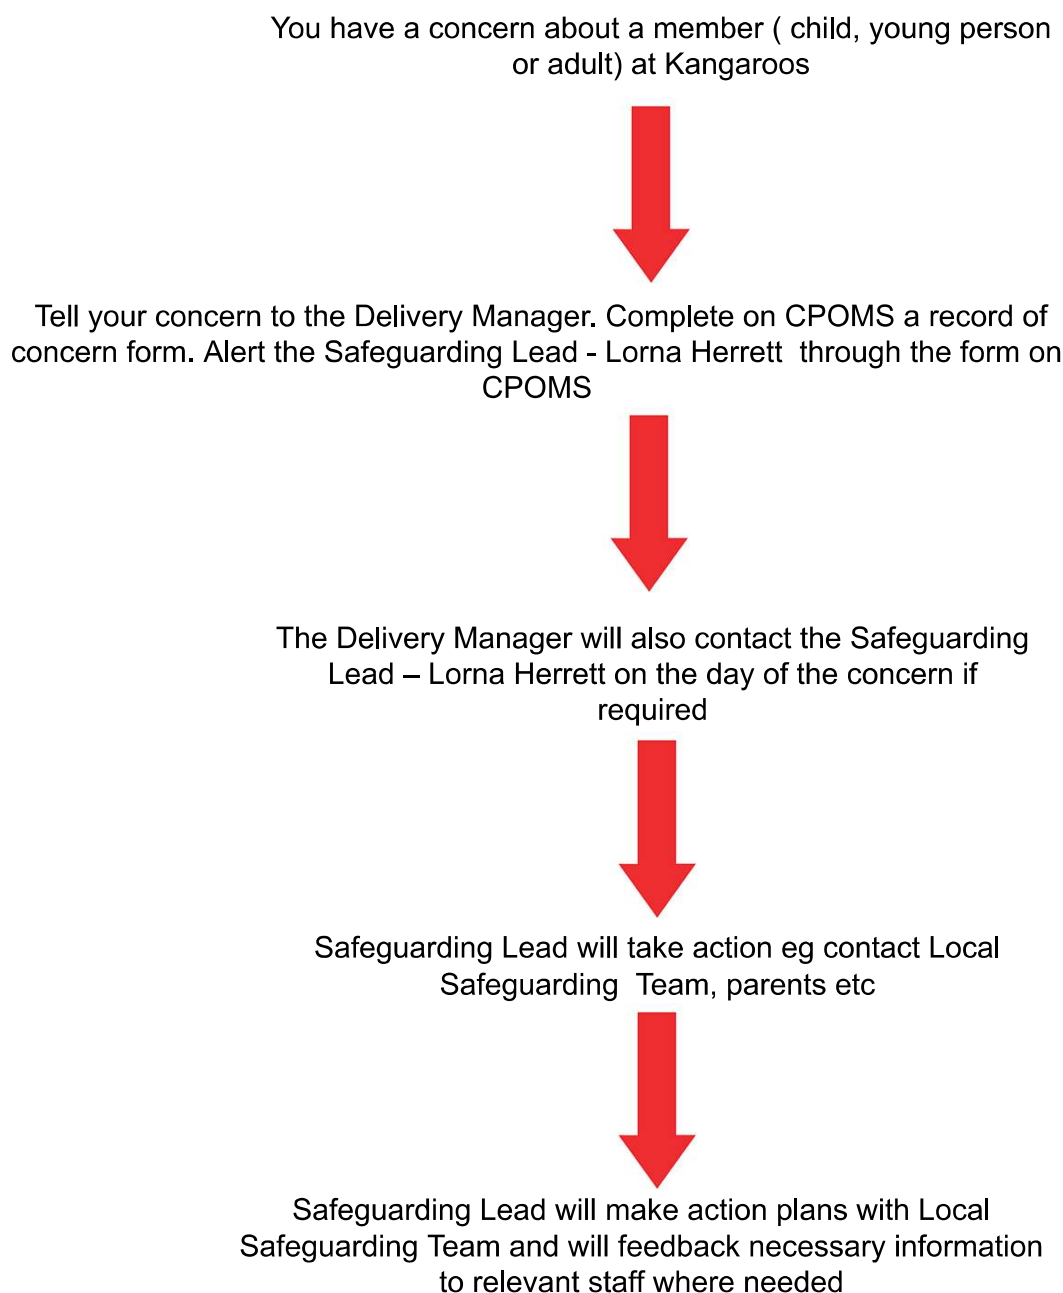 You have a concern about a member ( child, young person
or adult) at Kangaroos
Tell your concern to the Delivery Manager. Complete on CPOMS a record of
concern form. Alert the Safeguarding Lead - Lorna Herrett through the form on
CPOMS
The Delivery Manager will also contact the Safeguarding
Lead – Lorna Herrett on the day of the concern if
required
Safeguarding Lead will take action eg contact Local
Safeguarding Team, parents etc
Safeguarding Lead will make action plans with Local
Safeguarding Team and will feedback necessary information
to relevant staff where needed